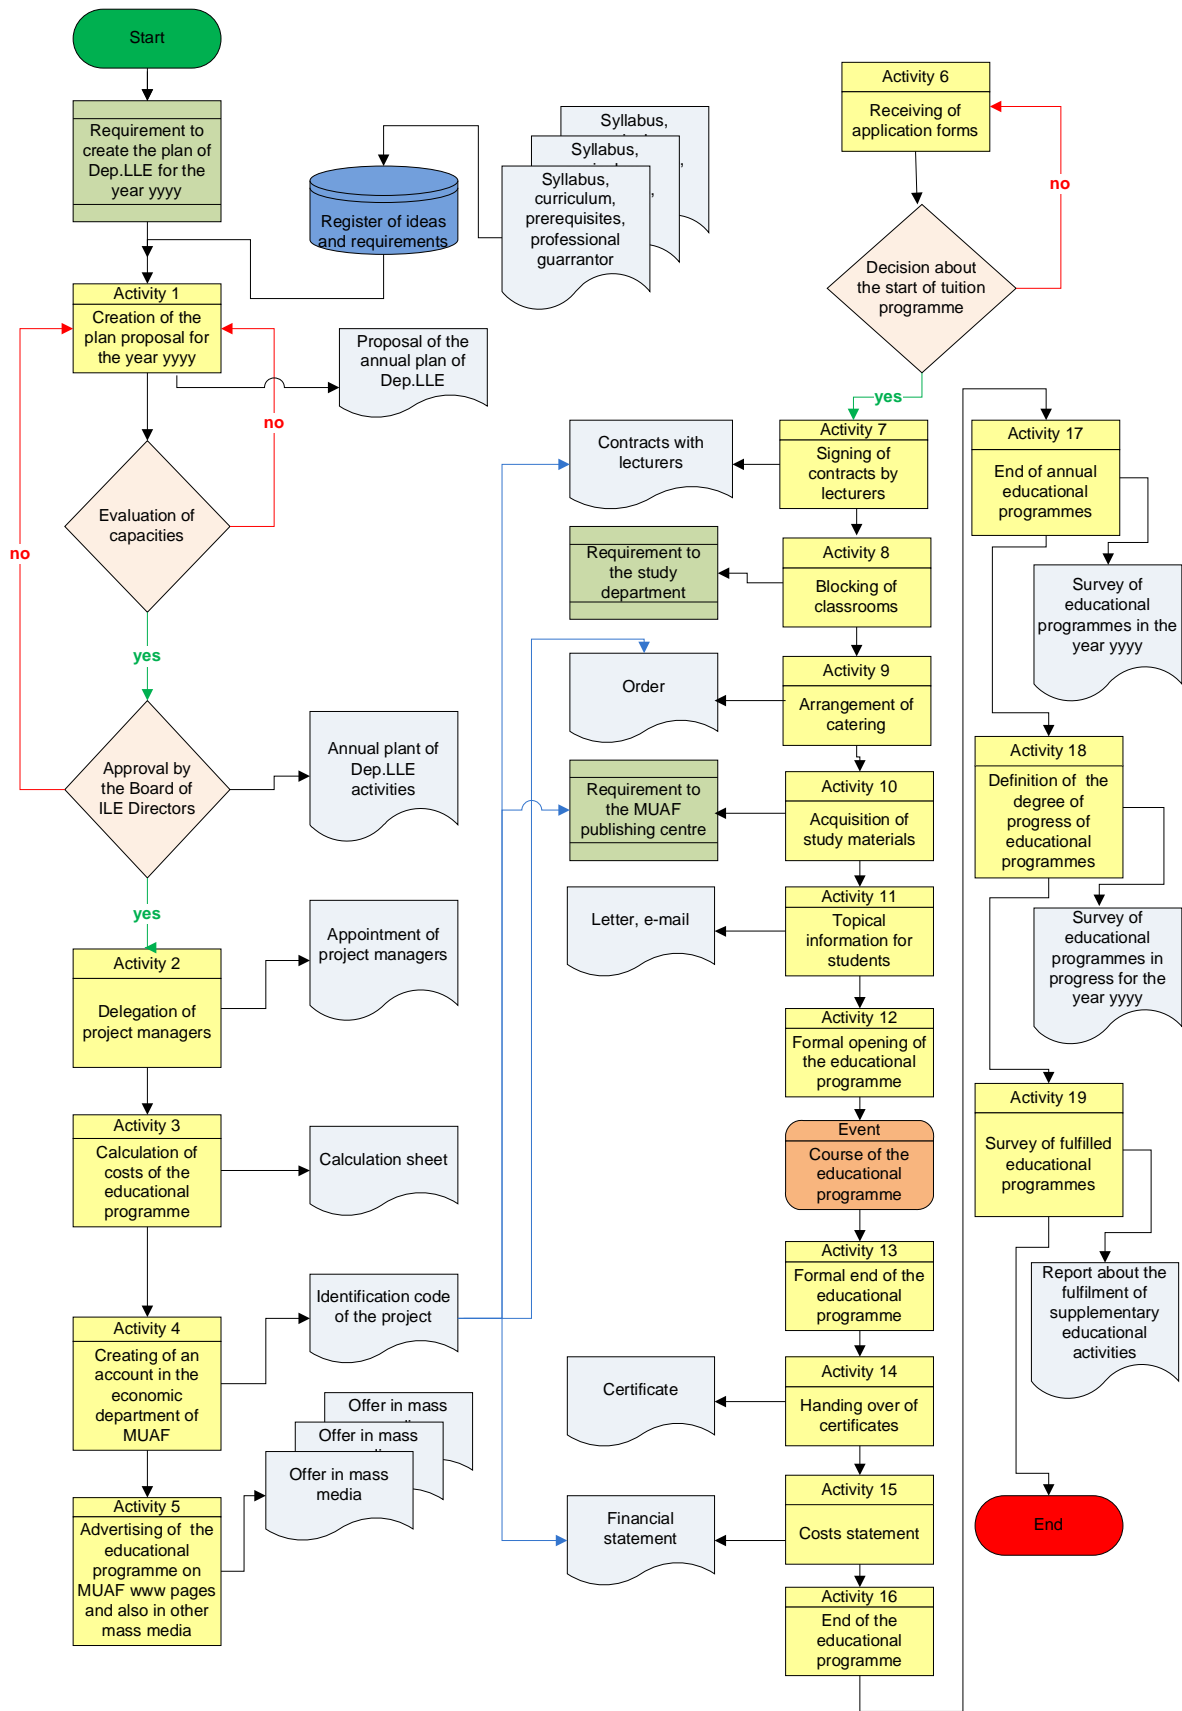 Start
Requirement to
create the plan of
Dep.LLE for the
year yyyy
Register of ideas
and requirements
Syllabus,
Syllabus,
Syllabus,
curriculum,
prerequisites,
professional
guarrantor
Activity 1
Creation of the
plan proposal for
the year yyyy
Proposal of the
annual plan of
Dep.LLE
no
no
Evaluation of
capacities
yes
Approval by
the Board of
ILE Directors
Annual plant of
Dep.LLE
activities
yes
Activity 2
Delegation of
project managers
Appointment of
project managers
Activity 3
Calculation of
costs of the
educational
programme
Calculation sheet
Activity 4
Creating of an
account in the
economic
department of
MUAF
Identification code
of the project
Activity 5
Advertising of the
educational
programme on
MUAF www pages
and also in other
mass media
Offer in mass
Offer in mass
Offer in mass
media
Activity 6
Receiving of
application forms
no
Decision about
the start of tuition
programme
yes
Activity 7
Signing of
contracts by
lecturers
Contracts with
lecturers
Activity 8
Blocking of
classrooms
Requirement to
the study
department
Activity 9
Arrangement of
catering
Order
Activity 10
Acquisition of
study materials
Requirement to
the MUAF
publishing centre
Activity 11
Topical
information for
students
Letter, e-mail
Activity 12
Formal opening of
the educational
programme
Event
Course of the
educational
programme
Activity 13
Formal end of the
educational
programme
Activity 14
Handing over of
certificates
Certificate
Activity 15
Costs statement
Financial
statement
Activity 16
End of the
educational
programme
Activity 17
End of annual
educational
programmes
Survey of
educational
programmes in the
year yyyy
Activity 18
Definition of the
degree of
progress of
educational
programmes
Survey of
educational
programmes in
progress for the
year yyyy
Activity 19
Survey of fulfilled
educational
programmes
Report about the
fulfilment of
supplementary
educational
activities
End